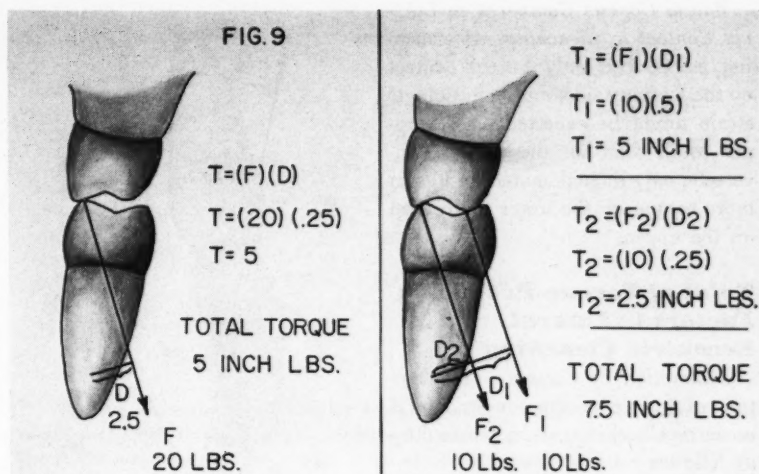 FIG. 9
T=(F)(D)
T=(20)(.25)
T= 5
TOTAL TORQUE
5 INCH LBS.
D
2.5
F
20 LBS.
T₁=(F₁)(D₁)
T₁=(10)(.5)
T₁= 5 INCH LBS.
T₂=(F₂)(D₂)
T₂=(10)(.25)
T₂=2.5 INCH LBS.
TOTAL TORQUE
7.5 INCH LBS.
D2
D₁
F₂ F₁
10Lbs. 10Lbs.